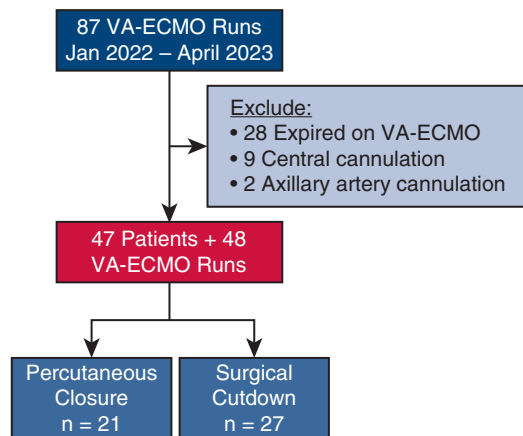 87 VA-ECMO Runs
Jan 2022 – April 2023
Exclude:
• 28 Expired on VA-ECMO
• 9 Central cannulation
• 2 Axillary artery cannulation
47 Patients + 48
VA-ECMO Runs
Percutaneous
Closure
n = 21
Surgical
Cutdown
n = 27